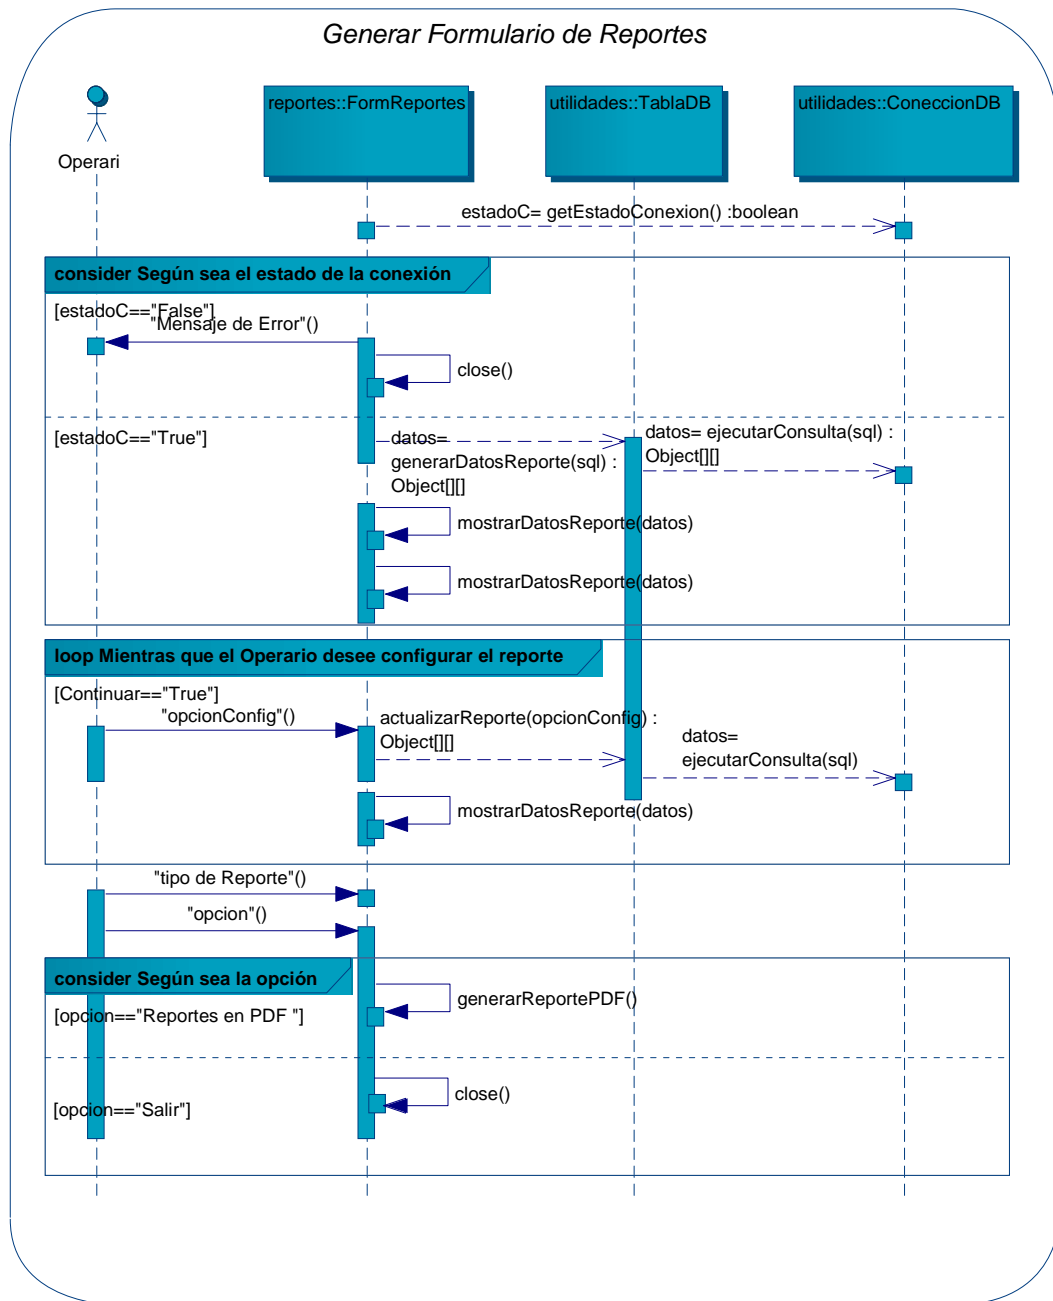 Generar Formulario de Reportes
Operari
reportes::FormReportes
utilidades::TablaDB
utilidades::ConeccionDB
estadoC= getEstadoConexion() :boolean
consider Según sea el estado de la conexión
[estadoC=="False"]
"Mensaje de Error"()
close()
[estadoC=="True"]
datos=
generarDatosReporte(sql) :
Object[][]
datos= ejecutarConsulta(sql) :
Object[][]
mostrarDatosReporte(datos)
mostrarDatosReporte(datos)
loop Mientras que el Operario desee configurar el reporte
[Continuar=="True"]
"opcionConfig"()
actualizarReporte(opcionConfig) :
Object[][]
datos=
ejecutarConsulta(sql)
mostrarDatosReporte(datos)
"tipo de Reporte"()
"opcion"()
consider Según sea la opción
generarReportePDF()
[opcion=="Reportes en PDF "]
close()
[opcion=="Salir"]